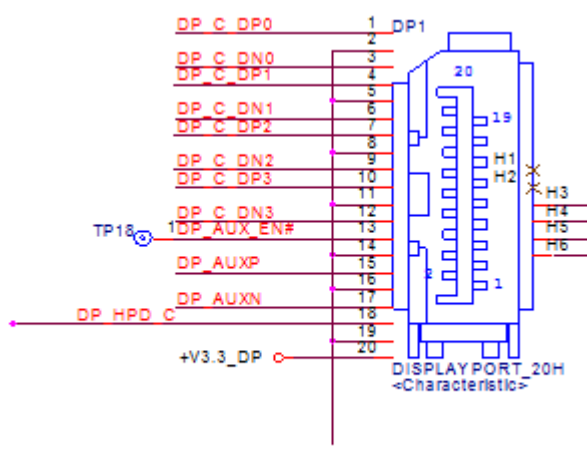 DP_C_DP0 1 DP1
2
DP_C_DN0 3
DP_C_DP1 4
5
DP_C_DN1 6
DP_C_DP2 7
8
DP_C_DN2 9
DP_C_DP3 10
11
DP_C_DN3 12
TP18 1 DP_AUX_EN# 13
14
DP_AUXP 15
16
DP_AUXN 17
DP_HPD_C 18
19
+V3.3_DP 20
20
19
H1
H2
H3
H4
H5
H6
2
1
DISPLAY PORT_20H
<Characteristic>